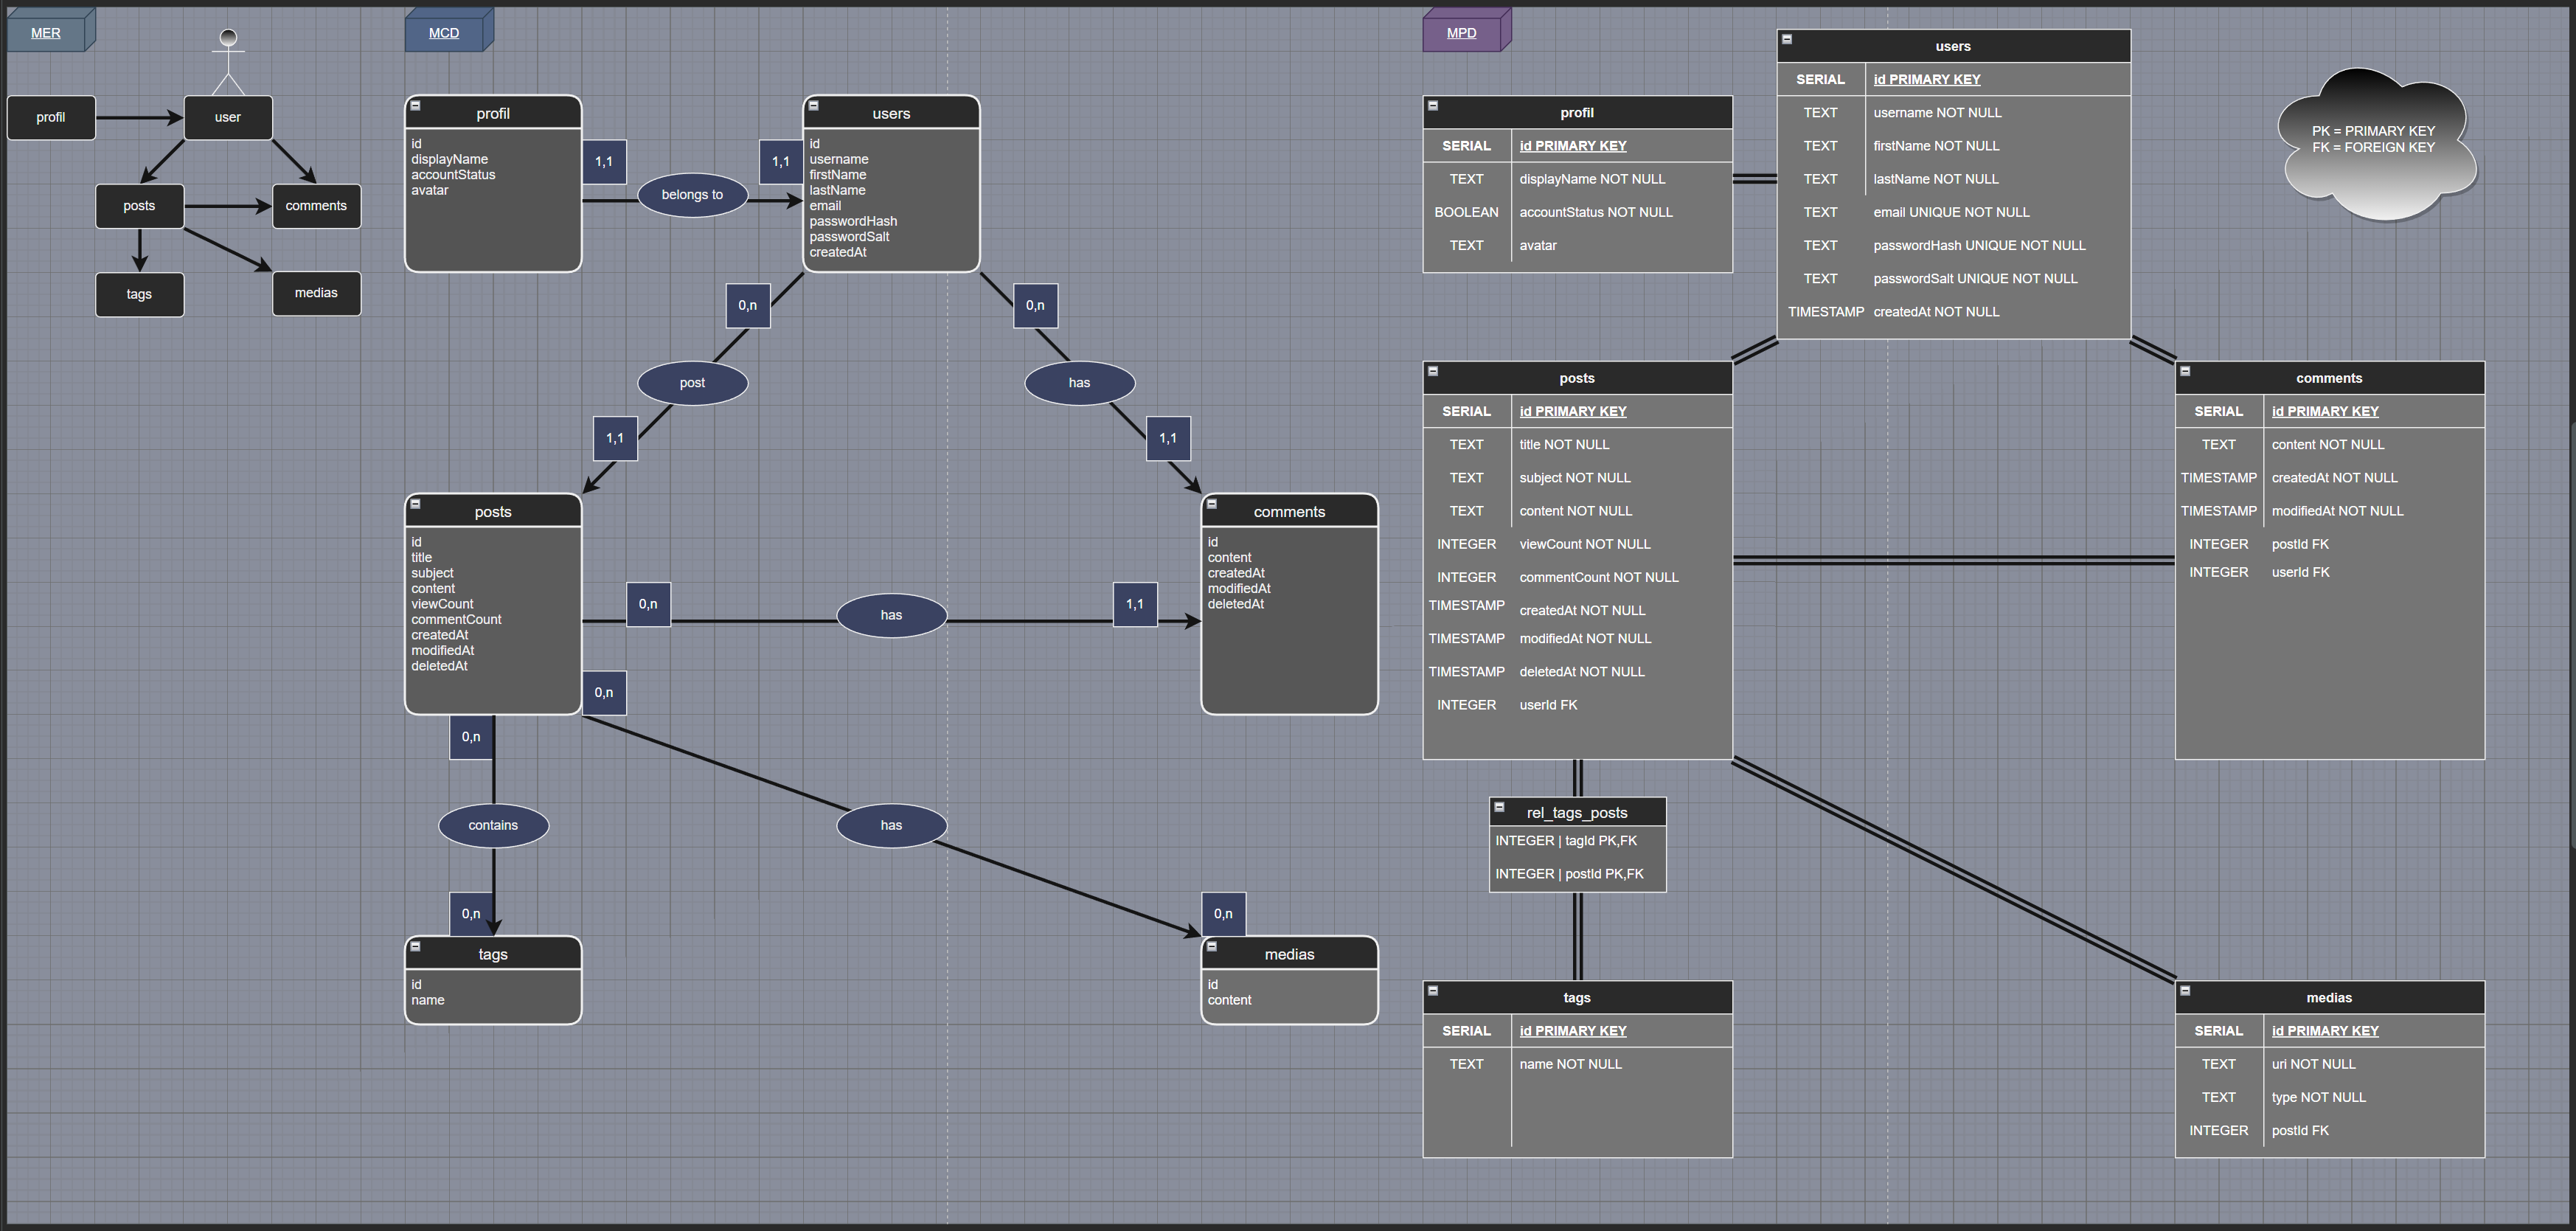 MER
profil
user
posts
comments
tags
medias
MCD
profil
id
displayName
accountStatus
avatar
1,1
belongs to
1,1
users
id
username
firstName
lastName
email
passwordHash
passwordSalt
createdAt
0,n
0,n
post
has
1,1
1,1
posts
id
title
subject
content
viewCount
commentCount
createdAt
modifiedAt
deletedAt
0,n
has
1,1
comments
id
content
createdAt
modifiedAt
deletedAt
0,n
0,n
contains
has
0,n
0,n
tags
id
name
medias
id
content
MPD
profil
SERIAL id PRIMARY KEY
TEXT displayName NOT NULL
BOOLEAN accountStatus NOT NULL
TEXT avatar
users
SERIAL id PRIMARY KEY
TEXT username NOT NULL
TEXT firstName NOT NULL
TEXT lastName NOT NULL
TEXT email UNIQUE NOT NULL
TEXT passwordHash UNIQUE NOT NULL
TEXT passwordSalt UNIQUE NOT NULL
TIMESTAMP createdAt NOT NULL
PK = PRIMARY KEY
FK = FOREIGN KEY
posts
SERIAL id PRIMARY KEY
TEXT title NOT NULL
TEXT subject NOT NULL
TEXT content NOT NULL
INTEGER viewCount NOT NULL
INTEGER commentCount NOT NULL
TIMESTAMP createdAt NOT NULL
TIMESTAMP modifiedAt NOT NULL
TIMESTAMP deletedAt NOT NULL
INTEGER userId FK
comments
SERIAL id PRIMARY KEY
TEXT content NOT NULL
TIMESTAMP createdAt NOT NULL
TIMESTAMP modifiedAt NOT NULL
INTEGER postId FK
INTEGER userId FK
rel_tags_posts
INTEGER | tagId PK,FK
INTEGER | postId PK,FK
tags
SERIAL id PRIMARY KEY
TEXT name NOT NULL
medias
SERIAL id PRIMARY KEY
TEXT uri NOT NULL
TEXT type NOT NULL
INTEGER postId FK